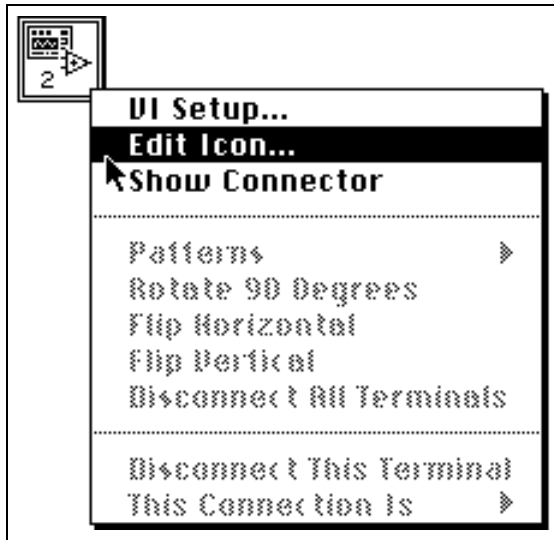 2
VI Setup...
Edit Icon...
Show Connector
Patterns
Rotate 90 Degrees
Flip Horizontal
Flip Vertical
Disconnect All Terminals
Disconnect This Terminal
This Connection Is